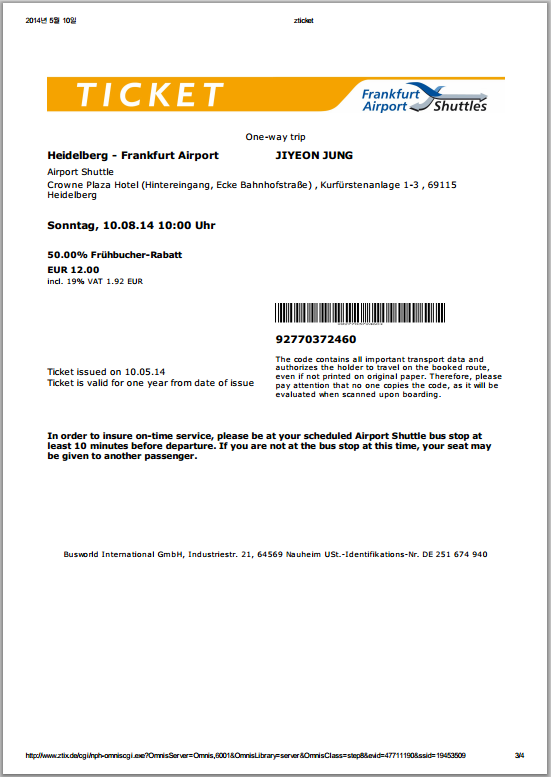 2014년 5월 10일
zticket
TICKET
Frankfurt
Airport Shuttles
One-way trip
Heidelberg - Frankfurt Airport
JIYEON JUNG
Airport Shuttle
Crowne Plaza Hotel (Hintereingang, Ecke Bahnhofstraße) , Kurfürstenanlage 1-3 , 69115
Heidelberg
Sonntag, 10.08.14 10:00 Uhr
50.00% Frühbucher-Rabatt
EUR 12.00
incl. 19% VAT 1.92 EUR
92770372460
The code contains all important transport data and
authorizes the holder to travel on the booked route,
even if not printed on original paper. Therefore, please
pay attention that no one copies the code, as it will be
evaluated when scanned upon boarding.
Ticket issued on 10.05.14
Ticket is valid for one year from date of issue
In order to insure on-time service, please be at your scheduled Airport Shuttle bus stop at
least 10 minutes before departure. If you are not at the bus stop at this time, your seat may
be given to another passenger.
Busworld International GmbH, Industriestr. 21, 64569 Nauheim USt.-Identifikations-Nr. DE 251 674 940
http://www.ztix.de/cgi/nph-omniscgi.exe?OmnisServer=Omnis,6001&OmnisLibrary=server&OmnisClass=step8&evid=47711190&ssid=19453509
3/4